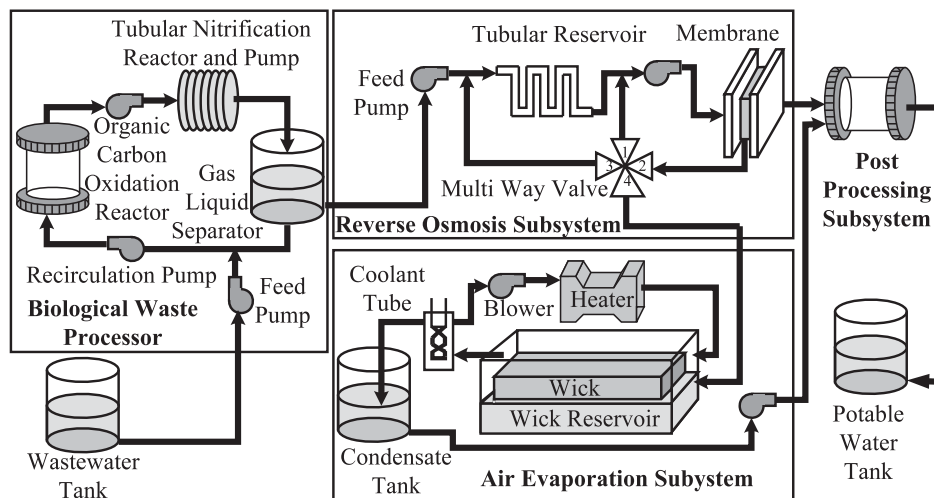 Tubular Nitrification
Reactor and Pump
Organic
Carbon
Oxidation
Reactor
Gas
Liquid
Separator
Recirculation Pump
Feed
Pump
Biological Waste
Processor
Wastewater
Tank
Feed
Pump
Tubular Reservoir
Membrane
1
3 2
4
Multi Way Valve
Reverse Osmosis Subsystem
Post
Processing
Subsystem
Coolant
Tube
Blower
Heater
Wick
Wick Reservoir
Condensate
Tank
Air Evaporation Subystem
Potable
Water
Tank